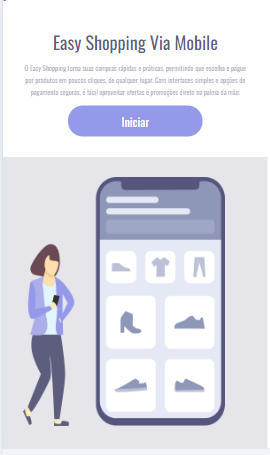 Easy Shopping Via Mobile
O Easy Shopping torna suas compras rápidas e práticas, permitindo que escolha e pague
por produtos em poucos cliques, de qualquer lugar. Com interfaces simples e opções de
pagamento seguras, é fácil aproveitar ofertas e promoções direto na palma da mão.
Iniciar